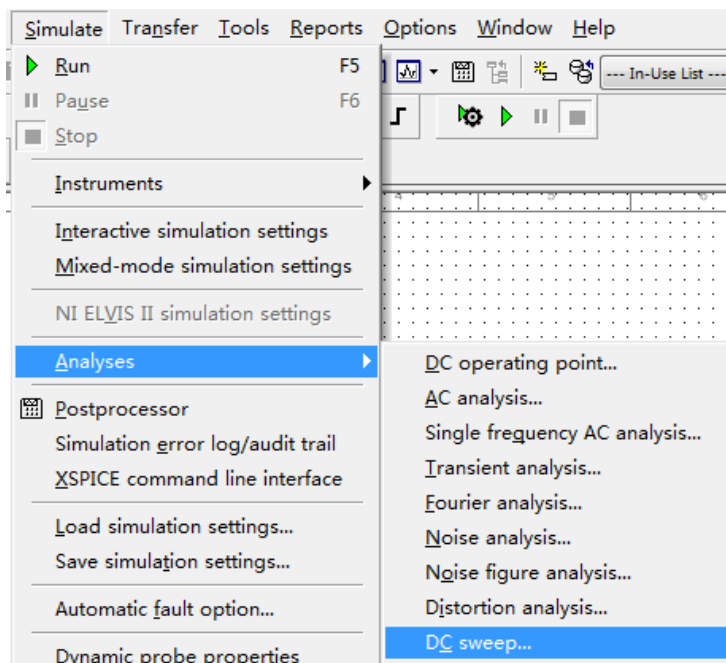 Simulate Transfer Tools Reports Options Window Help
Run F5
Pause F6
Stop
--- In-Use List ---
Instruments
Interactive simulation settings
Mixed-mode simulation settings
NI ELVIS II simulation settings
Analyses
Postprocessor
Simulation error log/audit trail
XSPICE command line interface
Load simulation settings...
Save simulation settings...
Automatic fault option...
Dynamic probe properties
4 5 6
DC operating point...
AC analysis...
Single frequency AC analysis...
Transient analysis...
Fourier analysis...
Noise analysis...
Noise figure analysis...
Distortion analysis...
DC sweep...